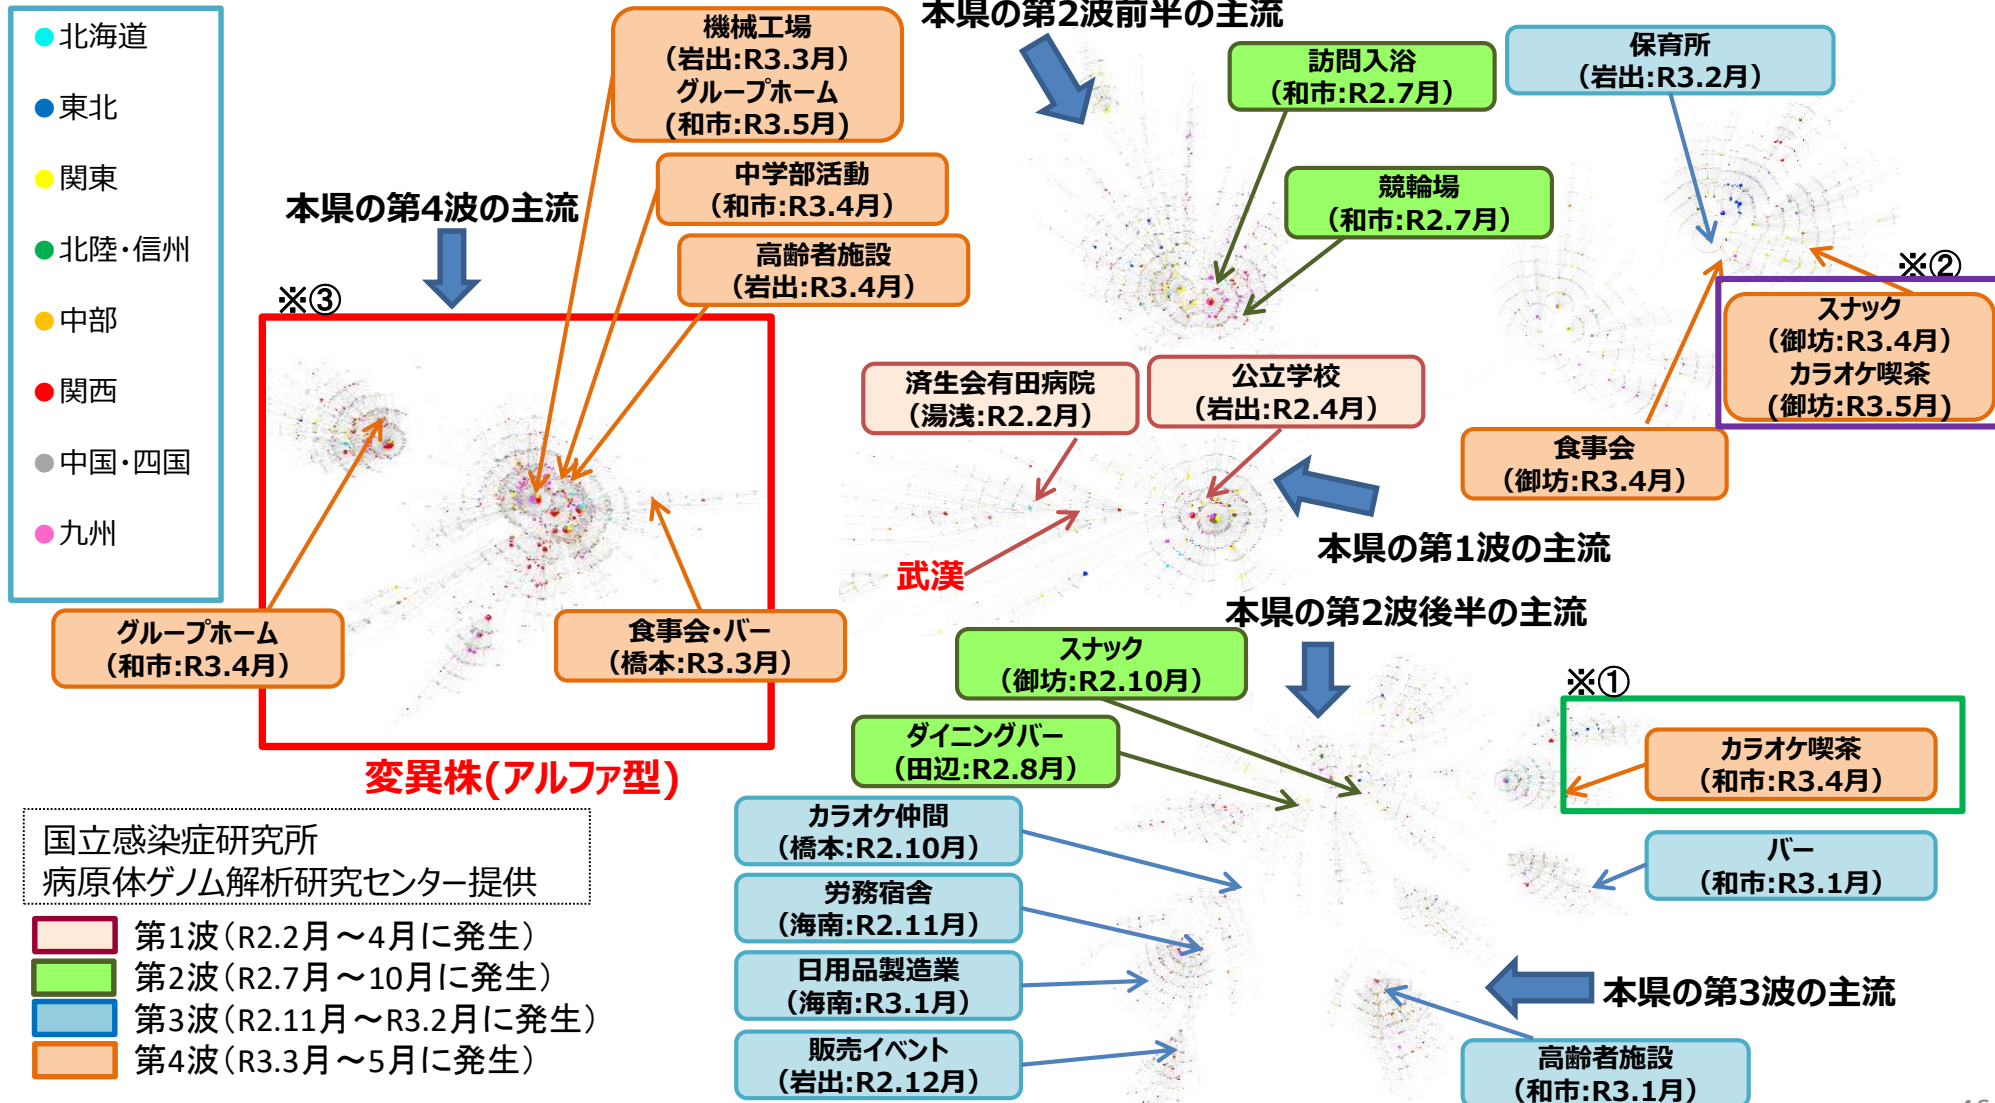 北海道
東北
関東
北陸・信州
中部
関西
中国・四国
九州
本県の第2波前半の主流
機械工場
（岩出:R3.3月）
グループホーム
(和市:R3.5月)
中学部活動
（和市:R3.4月）
高齢者施設
（岩出:R3.4月）
本県の第4波の主流
※③
グループホーム
（和市:R3.4月）
食事会・バー
（橋本:R3.3月）
変異株(アルファ型)
訪問入浴
（和市:R2.7月）
競輪場
（和市:R2.7月）
保育所
（岩出:R3.2月）
※②
スナック
（御坊:R3.4月）
カラオケ喫茶
(御坊:R3.5月)
食事会
（御坊:R3.4月）
済生会有田病院
（湯浅:R2.2月）
公立学校
（岩出:R2.4月）
武漢
本県の第1波の主流
本県の第2波後半の主流
スナック
（御坊:R2.10月）
ダイニングバー
（田辺:R2.8月）
※①
カラオケ喫茶
（和市:R3.4月）
カラオケ仲間
（橋本:R2.10月）
労務宿舎
（海南:R2.11月）
日用品製造業
（海南:R3.1月）
販売イベント
（岩出:R2.12月）
バー
（和市:R3.1月）
本県の第3波の主流
高齢者施設
（和市:R3.1月）
国立感染症研究所
病原体ゲノム解析研究センター提供
第1波（R2.2月～4月に発生）
第2波（R2.7月～10月に発生）
第3波（R2.11月～R3.2月に発生）
第4波（R3.3月～5月に発生）